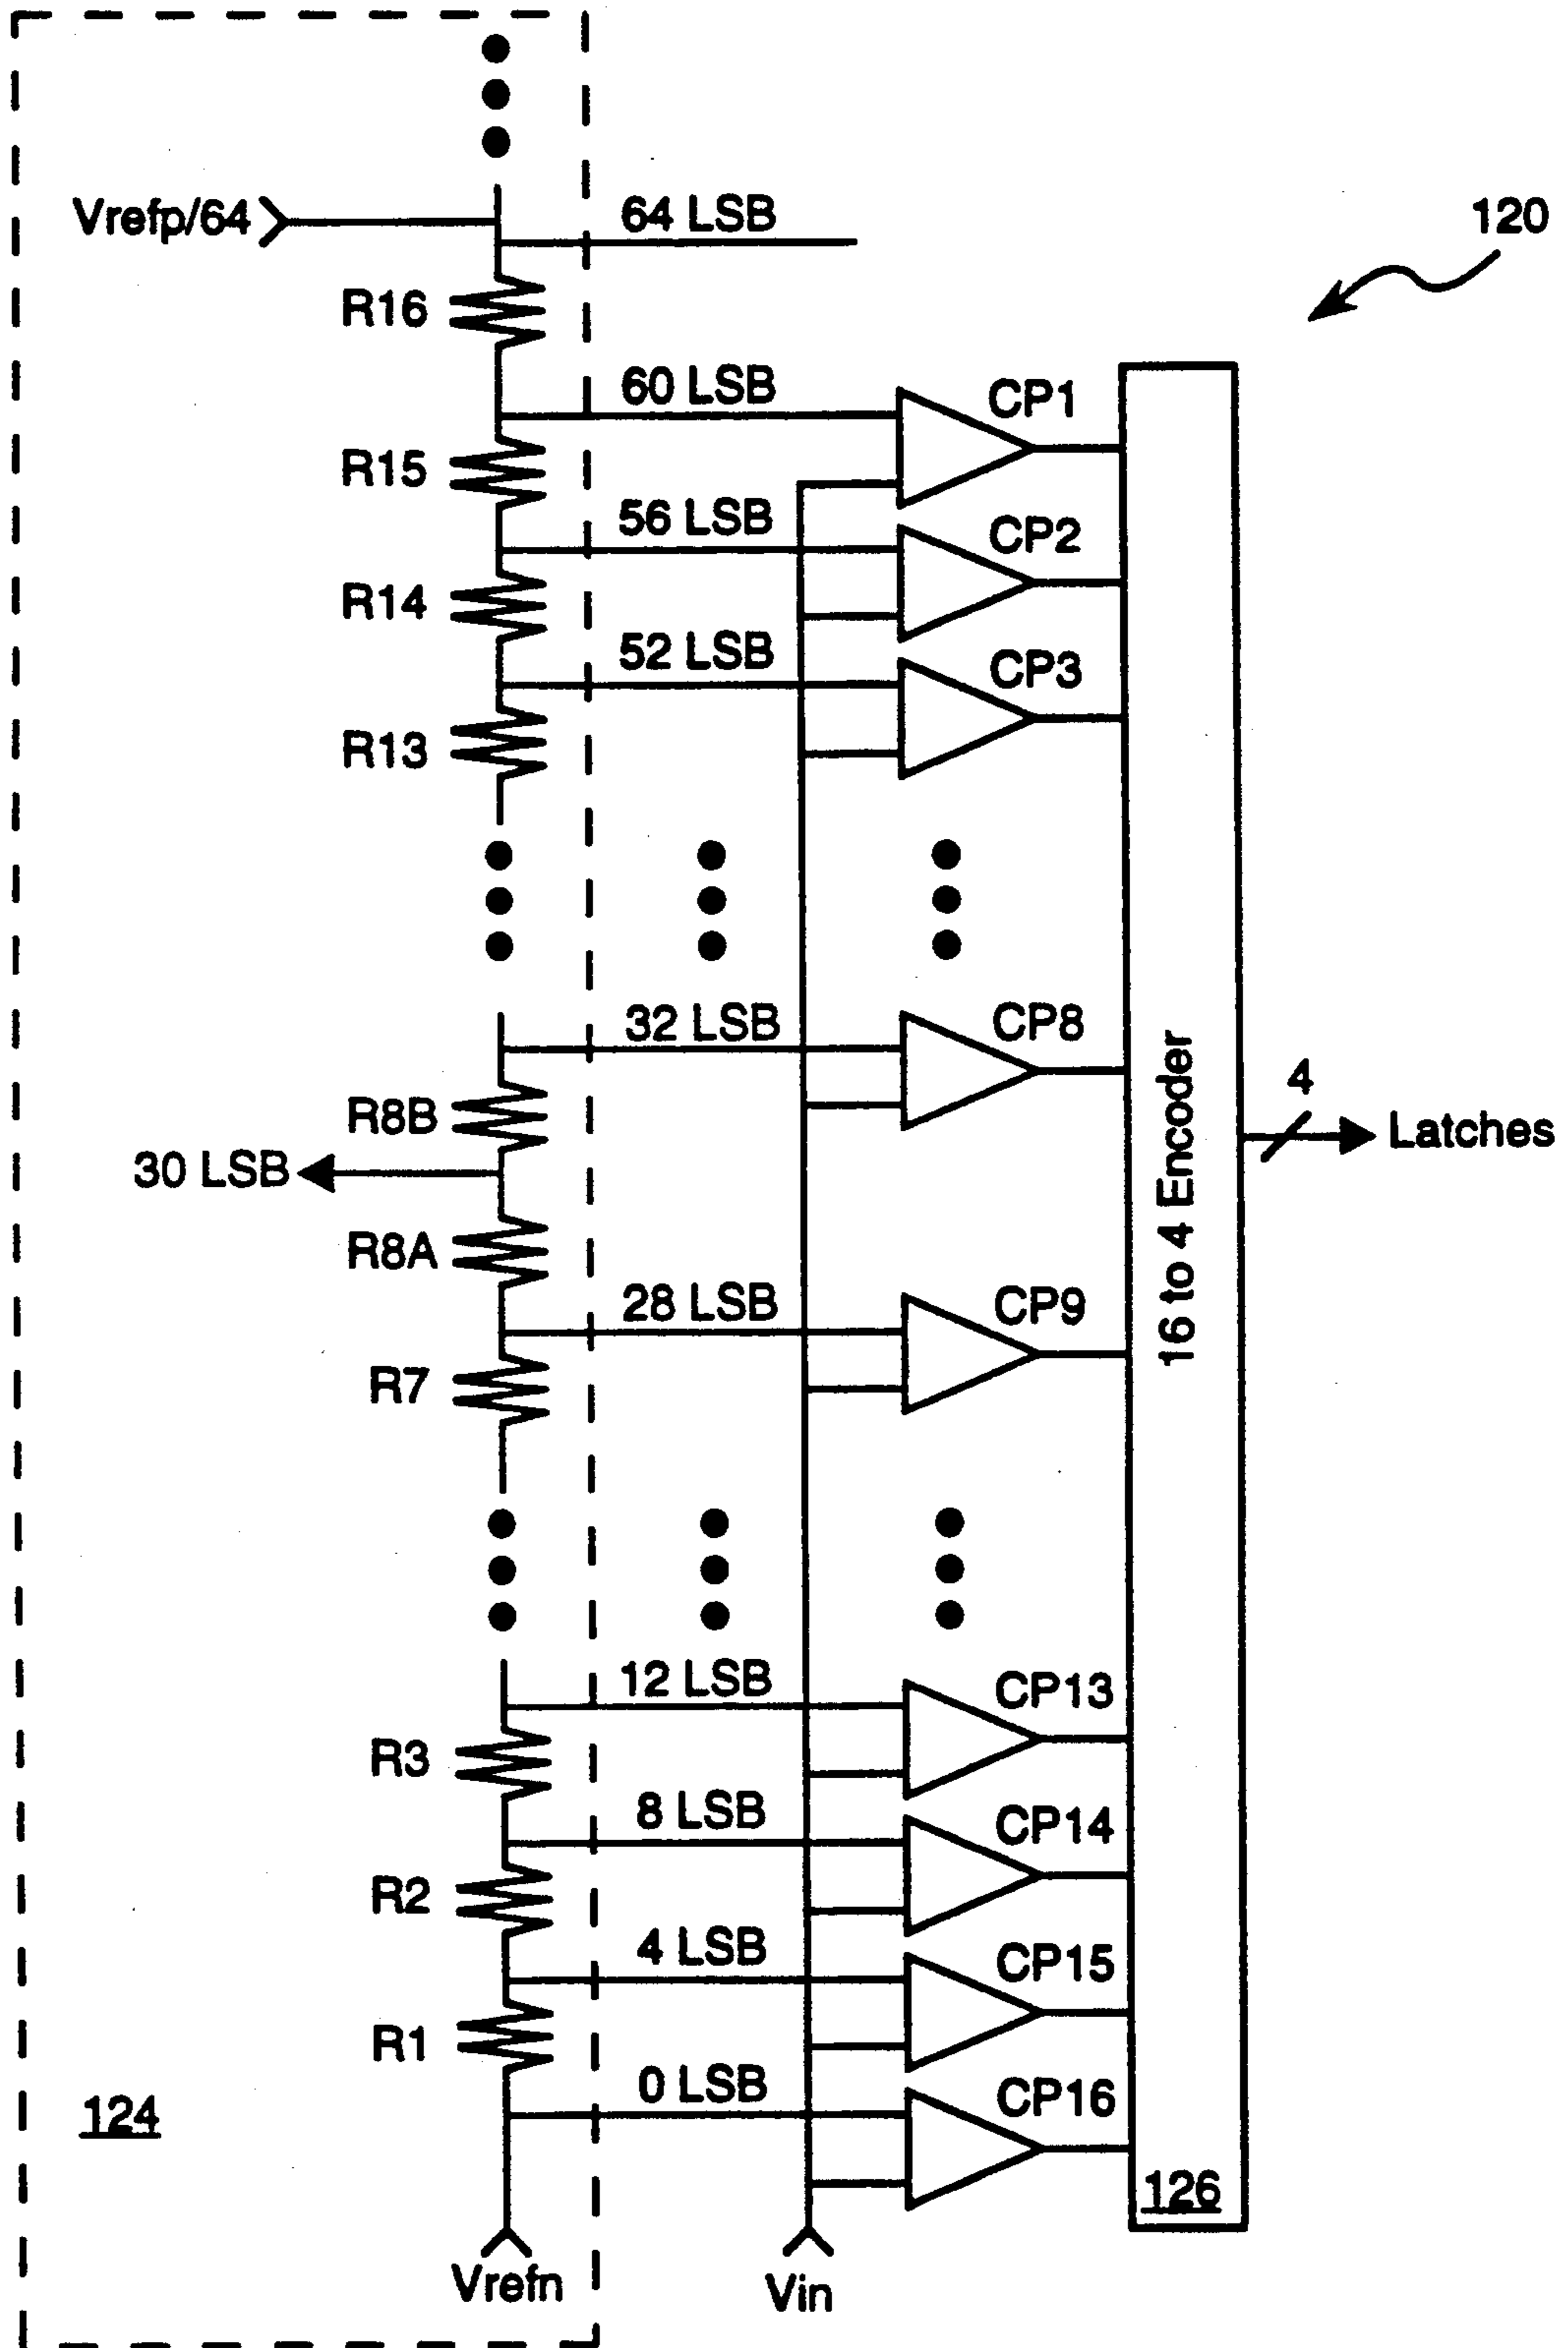 Vrefp/64
64 LSB
120
R16
60 LSB
CP1
R15
56 LSB
CP2
R14
52 LSB
CP3
R13
32 LSB
CP8
R8B
30 LSB
4
Latches
16 to 4 Encoder
R8A
28 LSB
CP9
R7
12 LSB
CP13
R3
8 LSB
CP14
R2
4 LSB
CP15
R1
0 LSB
CP16
124
126
Vrefn
Vin